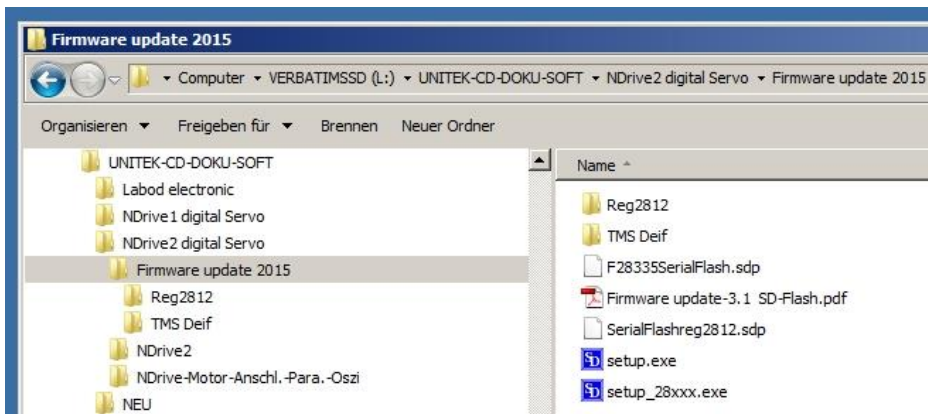 Firmware update 2015
Computer VERBATIMSSD (L:) UNITEK-CD-DOKU-SOFT NDrive2 digital Servo Firmware update 2015
Organisieren Freigeben für Brennen Neuer Ordner
UNITEK-CD-DOKU-SOFT
Labod electronic
NDrive1 digital Servo
NDrive2 digital Servo
Firmware update 2015
Reg2812
TMS Deif
NDrive2
NDrive-Motor-Anschl.-Para.-Oszi
NEU
Name
Reg2812
TMS Deif
F28335SerialFlash.sdp
Firmware update-3.1 SD-Flash.pdf
SerialFlashreg2812.sdp
setup.exe
setup_28xxx.exe